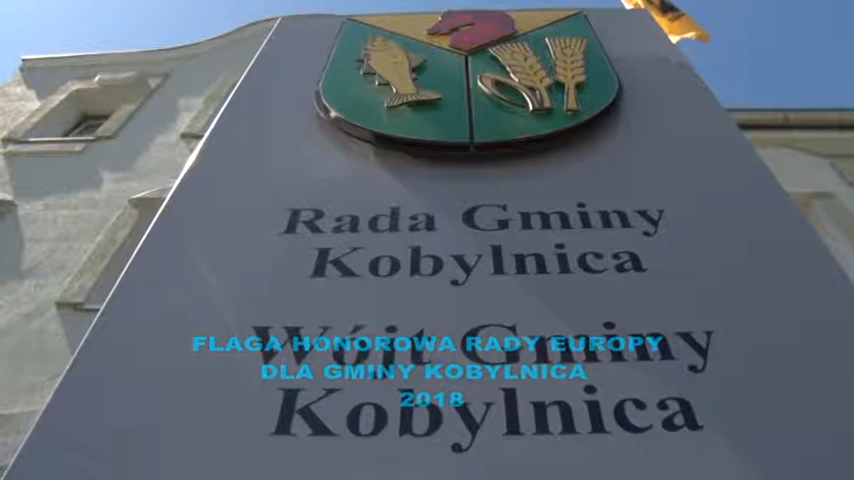 Rada Gminy
Kobylnica
Wójt Gminy
Kobylnica
FLAGA HONOROWA RADY EUROPY
DLA GMINY KOBYLNICA
2018